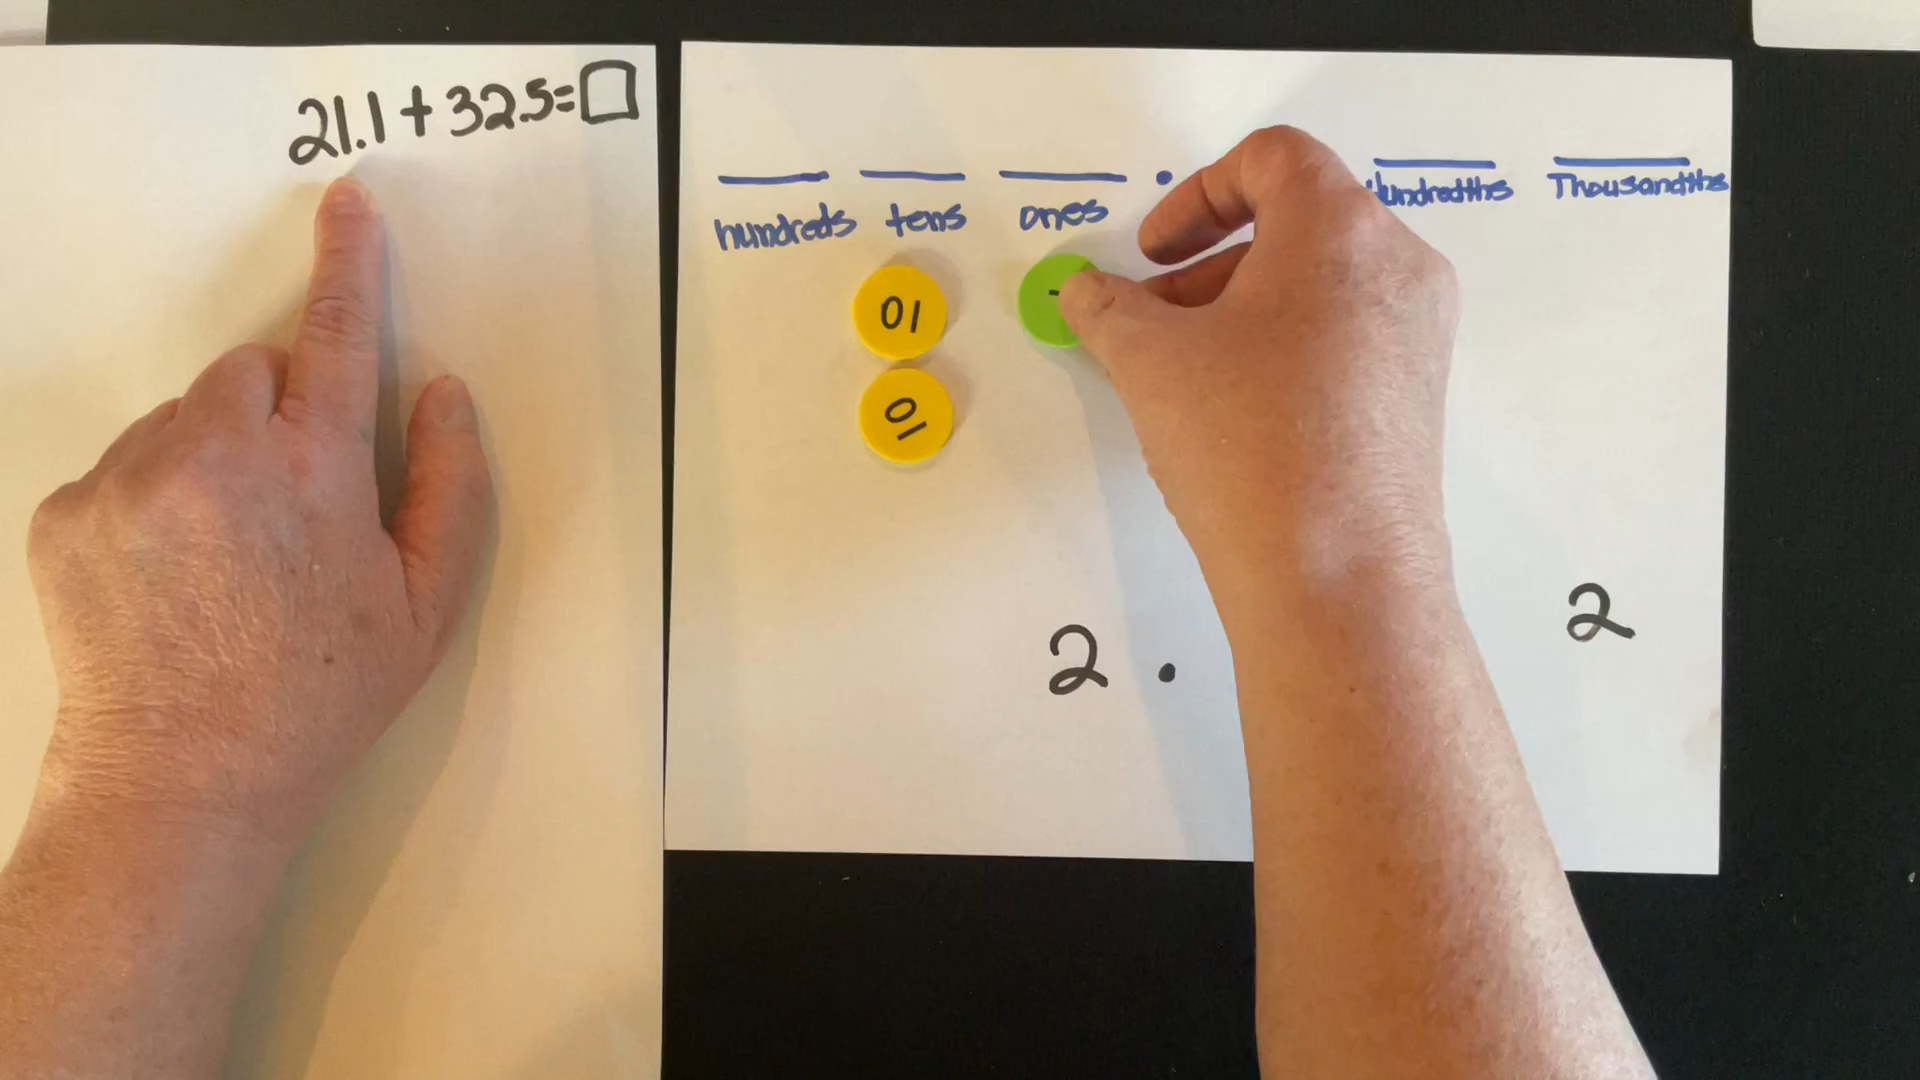 21.1 + 32.5 = □
hundreds tens ones . Hundredths Thousandths
10
10
2 . 2